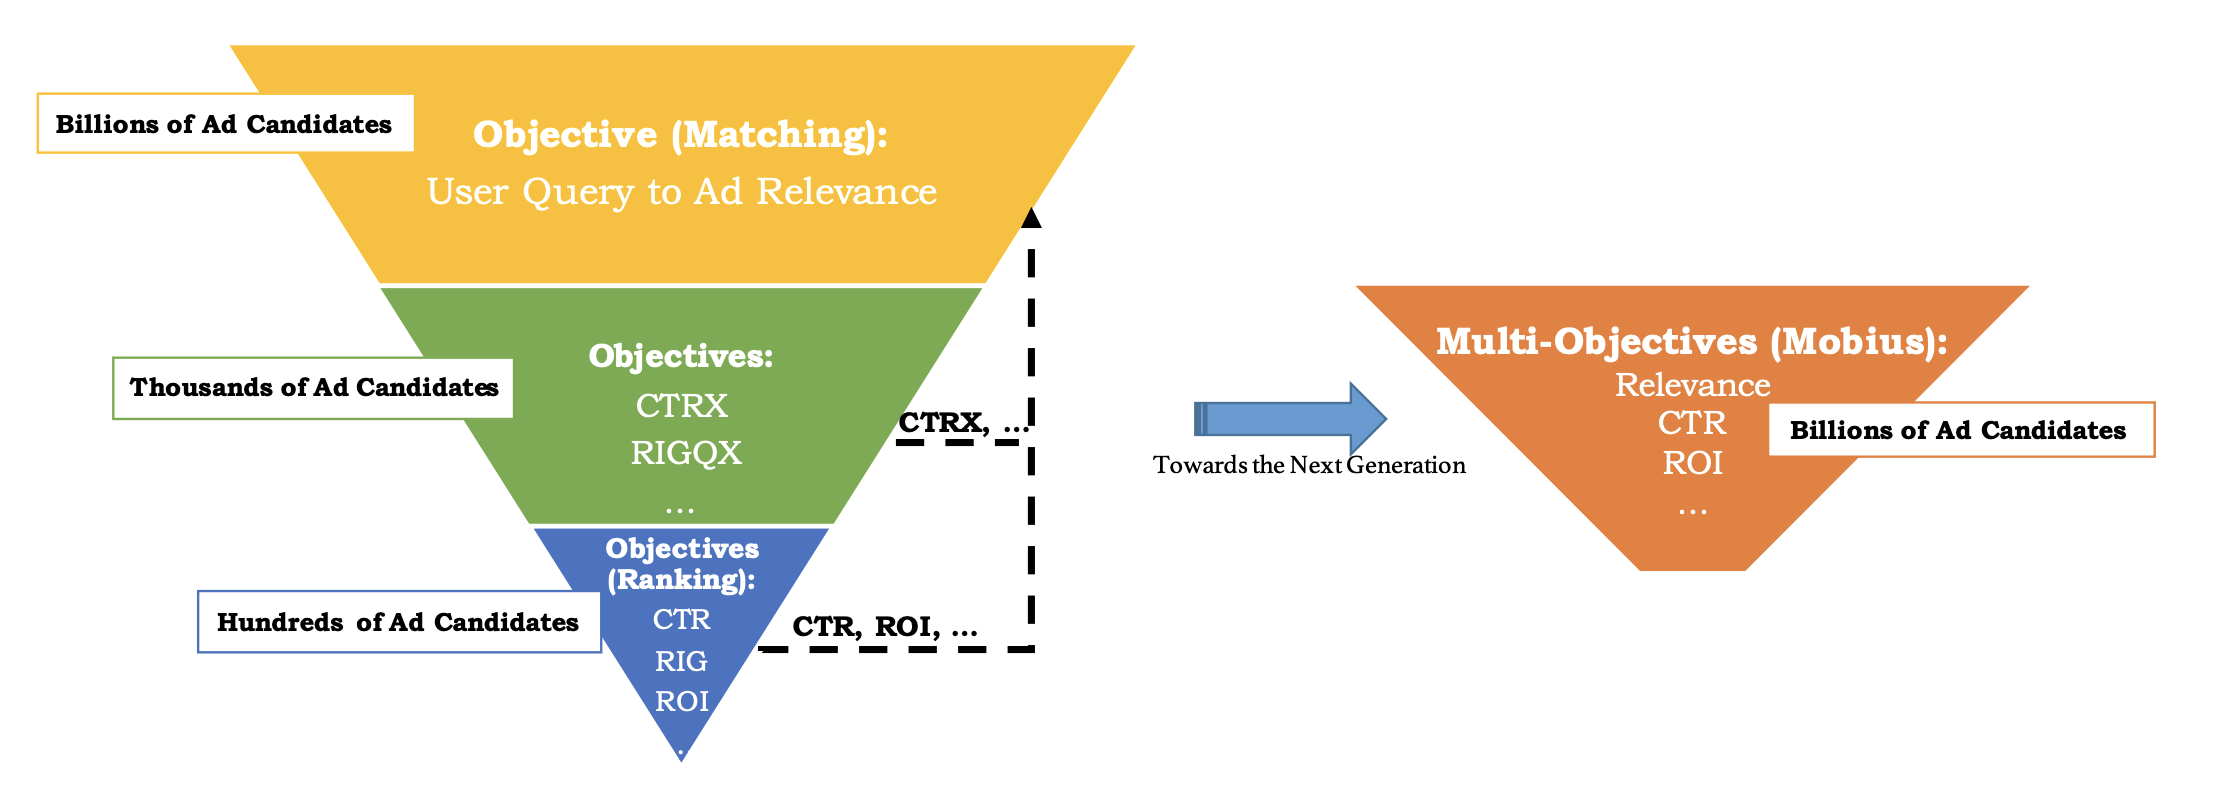 Billions of Ad Candidates
Objective (Matching):
User Query to Ad Relevance
Thousands of Ad Candidates
Objectives:
CTRX
RIGQX
...
CTRX, ...
Hundreds of Ad Candidates
Objectives
(Ranking):
CTR
RIG
ROI
.
CTR, ROI, ...
Towards the Next Generation
Multi-Objectives (Mobius):
Relevance
CTR
ROI
...
Billions of Ad Candidates